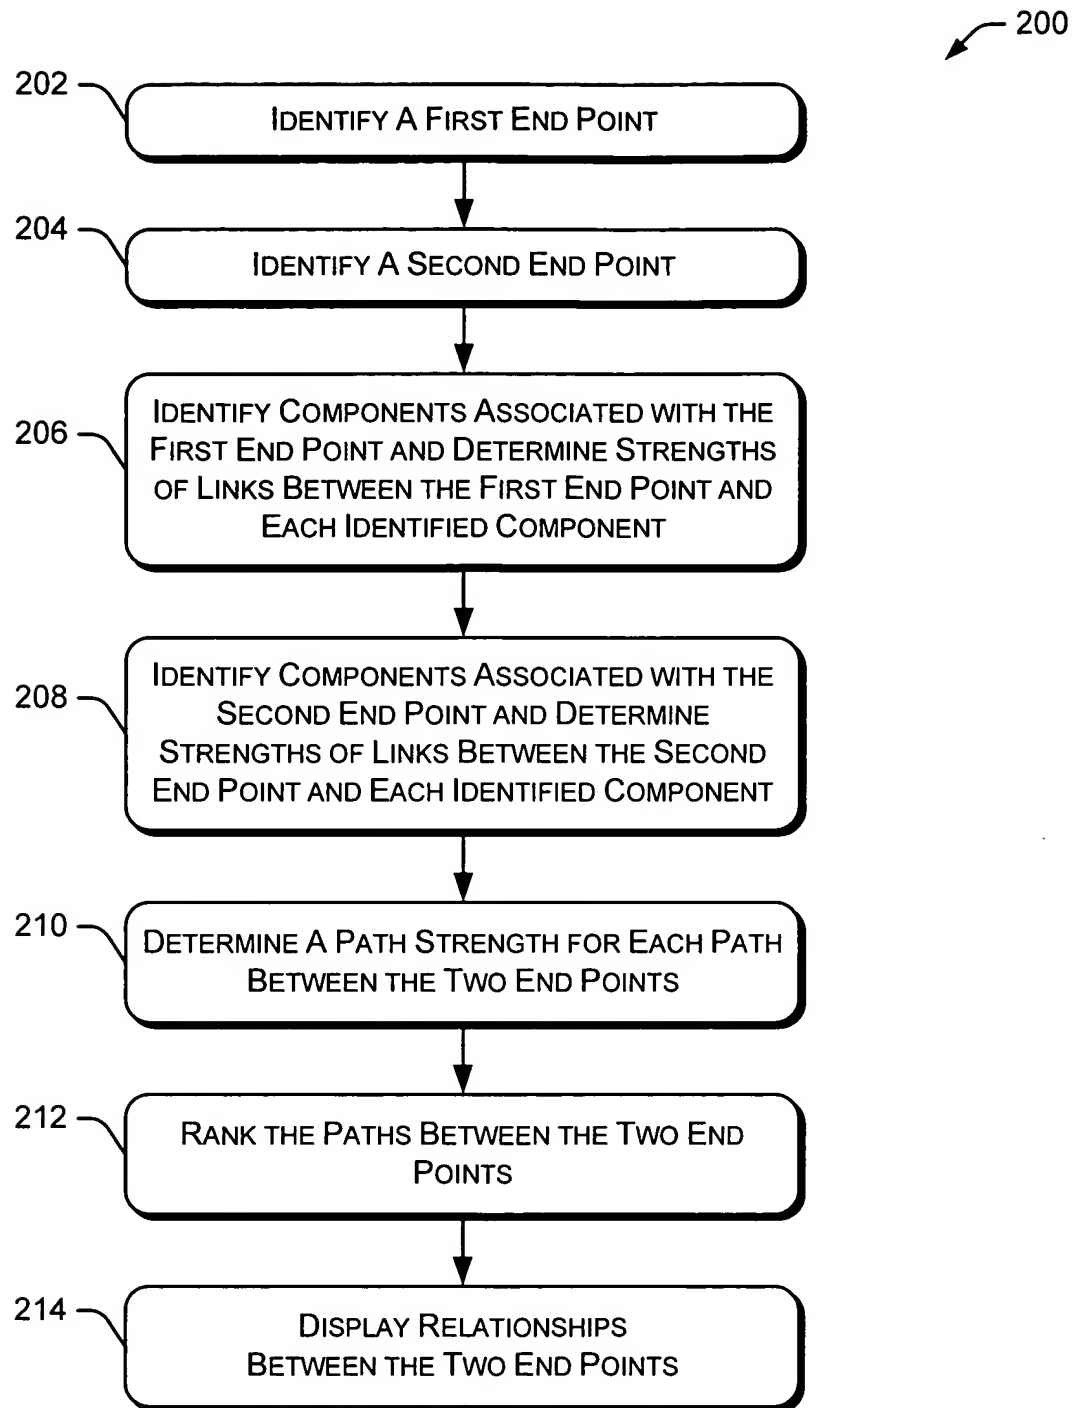 200
202
IDENTIFY A FIRST END POINT
204
IDENTIFY A SECOND END POINT
206
IDENTIFY COMPONENTS ASSOCIATED WITH THE
FIRST END POINT AND DETERMINE STRENGTHS
OF LINKS BETWEEN THE FIRST END POINT AND
EACH IDENTIFIED COMPONENT
208
IDENTIFY COMPONENTS ASSOCIATED WITH THE
SECOND END POINT AND DETERMINE
STRENGTHS OF LINKS BETWEEN THE SECOND
END POINT AND EACH IDENTIFIED COMPONENT
210
DETERMINE A PATH STRENGTH FOR EACH PATH
BETWEEN THE TWO END POINTS
212
RANK THE PATHS BETWEEN THE TWO END
POINTS
214
DISPLAY RELATIONSHIPS
BETWEEN THE TWO END POINTS